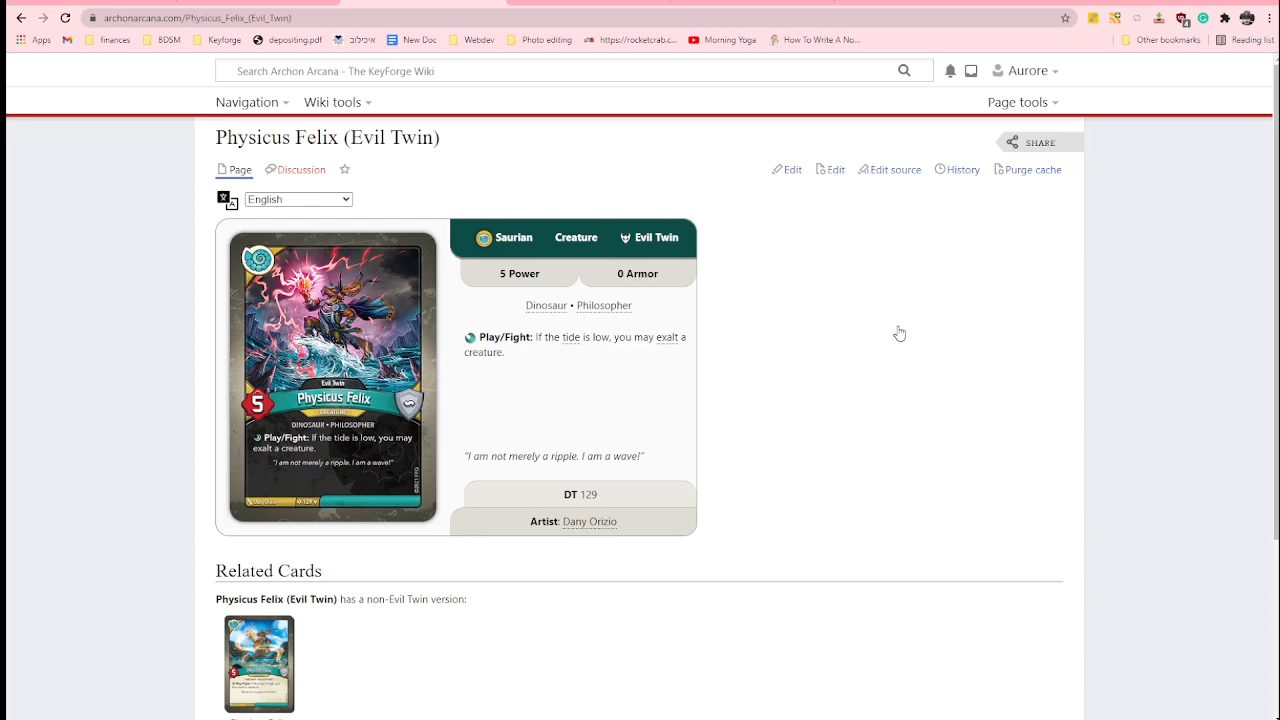 archonarcana.com/Physicus_Felix_(Evil_Twin)
Apps finances BDSM Keyforge depositing.pdf איסילוב New Doc Webdev Photo editing https://rocketcrab.c... Morning Yoga How To Write A No... Other bookmarks Reading list
Search Archon Arcana - The KeyForge Wiki
Aurore
Navigation Wiki tools Page tools
Physicus Felix (Evil Twin)
SHARE
Page Discussion Edit Edit Edit source History Purge cache
English
Saurian Creature Evil Twin
5 Power 0 Armor
Dinosaur • Philosopher
Play/Fight: If the tide is low, you may exalt a
creature.
"I am not merely a ripple. I am a wave!"
DT 129
Artist: Dany Orizio
Evil Twin
Physicus Felix
5
CREATURE
DINOSAUR • PHILOSOPHER
Play/Fight: If the tide is low, you may
exalt a creature.
"I am not merely a ripple. I am a wave!"
©2021 FFG
129
Related Cards
Physicus Felix (Evil Twin) has a non-Evil Twin version:
5